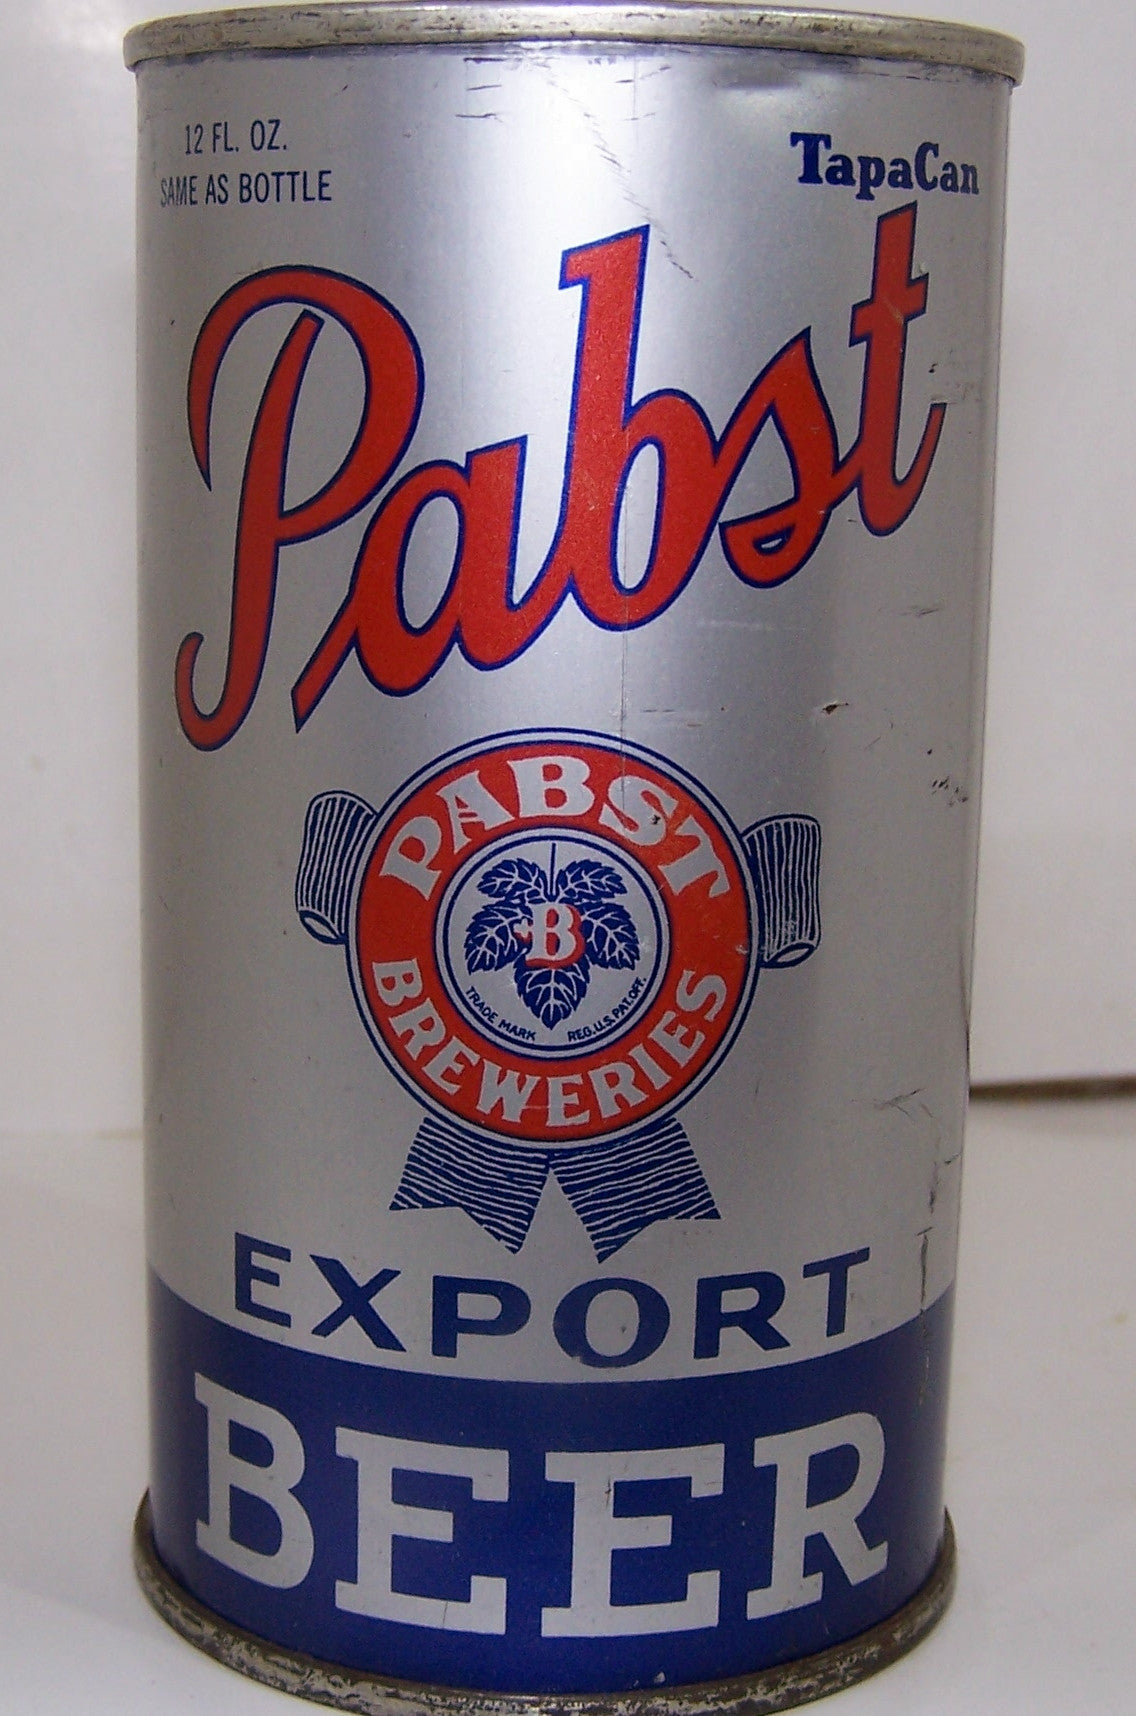 12 FL. OZ.
SAME AS BOTTLE
TapaCan
Pabst
PABST
B
TRADE MARK REG. U.S. PAT. OFF.
BREWERIES
EXPORT
BEER